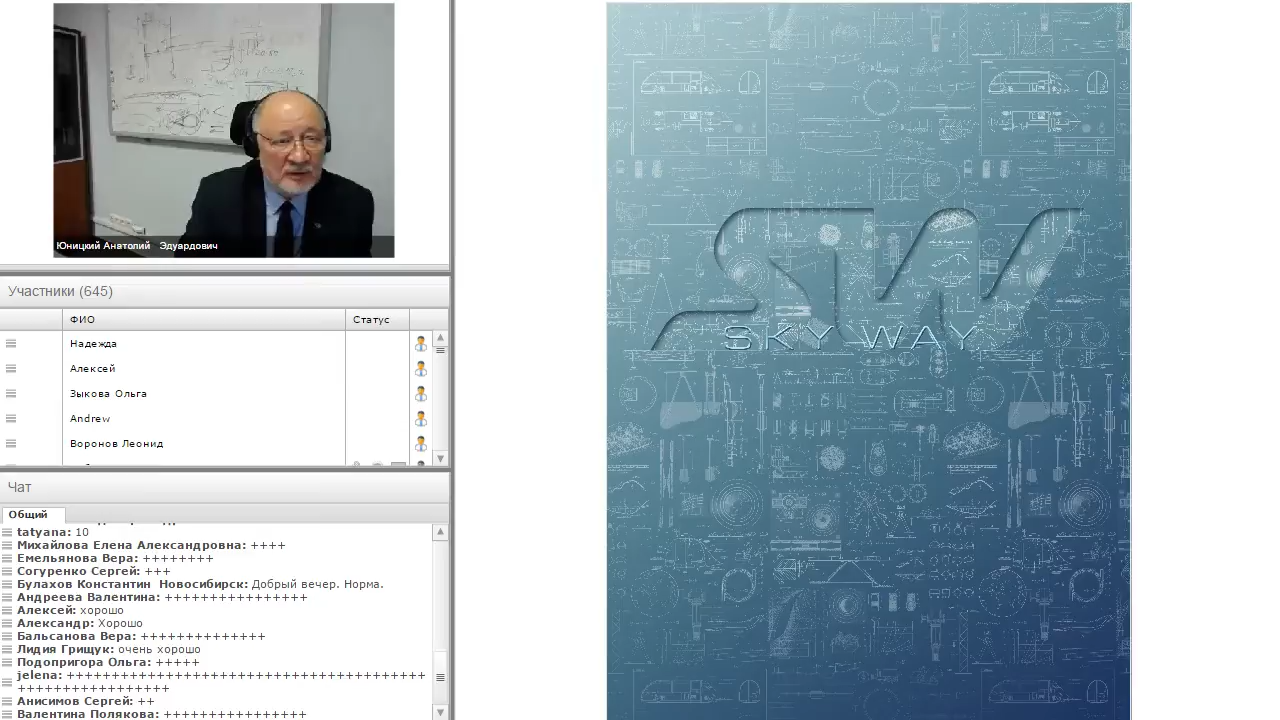 Юницкий Анатолий Эдуардович
SKY WAY
Участники (645)
ФИО
Статус
Надежда
Алексей
Зыкова Ольга
Andrew
Воронов Леонид
Чат
Общий
tatyana: 10
Михайлова Елена Александровна: ++++
Емельянова Вера: ++++++++
Согуренко Сергей: +++
Булахов Константин Новосибирск: Добрый вечер. Норма.
Андреева Валентина: ++++++++++++++++
Алексей: хорошо
Александр: Хорошо
Бальсанова Вера: ++++++++++++++
Лидия Грищук: очень хорошо
Подопригора Ольга: +++++
jelena: ++++++++++++++++++++++++++++++++++++++++
+++++++++++++++++
Анисимов Сергей: ++
Валентина Полякова: ++++++++++++++++